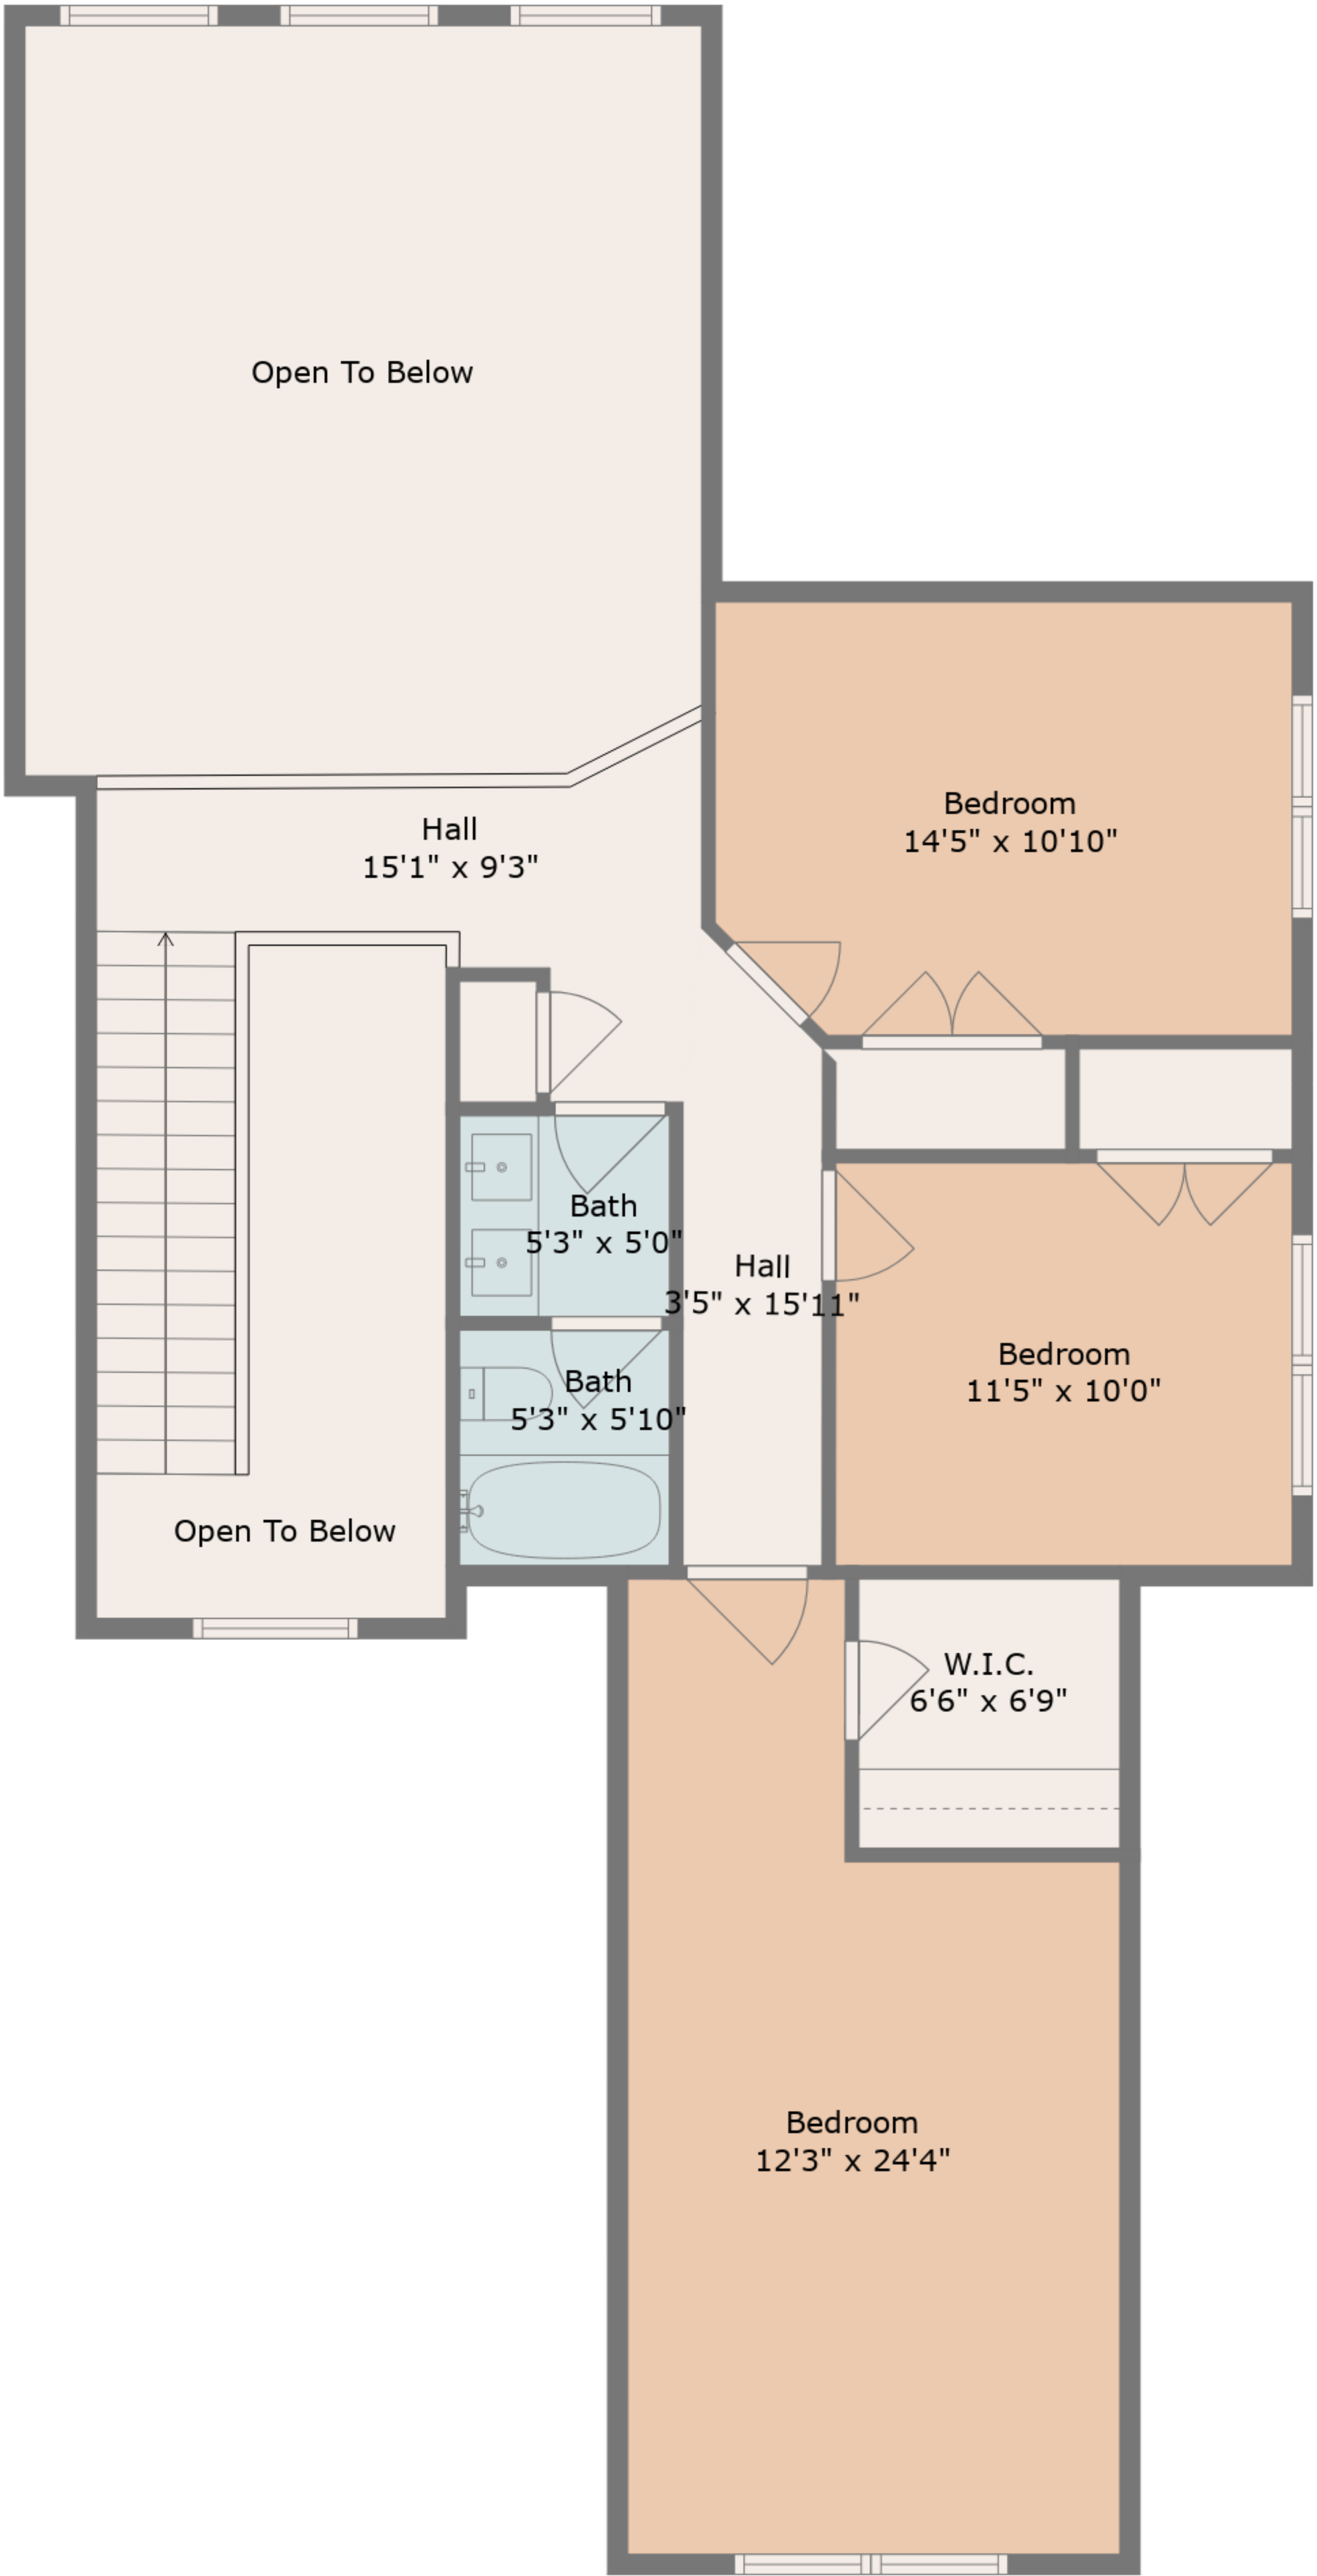 Open To Below
Hall
15'1" x 9'3"
Bedroom
14'5" x 10'10"
Bath
5'3" x 5'0"
Hall
3'5" x 15'11"
Bedroom
11'5" x 10'0"
Bath
5'3" x 5'10"
Open To Below
W.I.C.
6'6" x 6'9"
Bedroom
12'3" x 24'4"